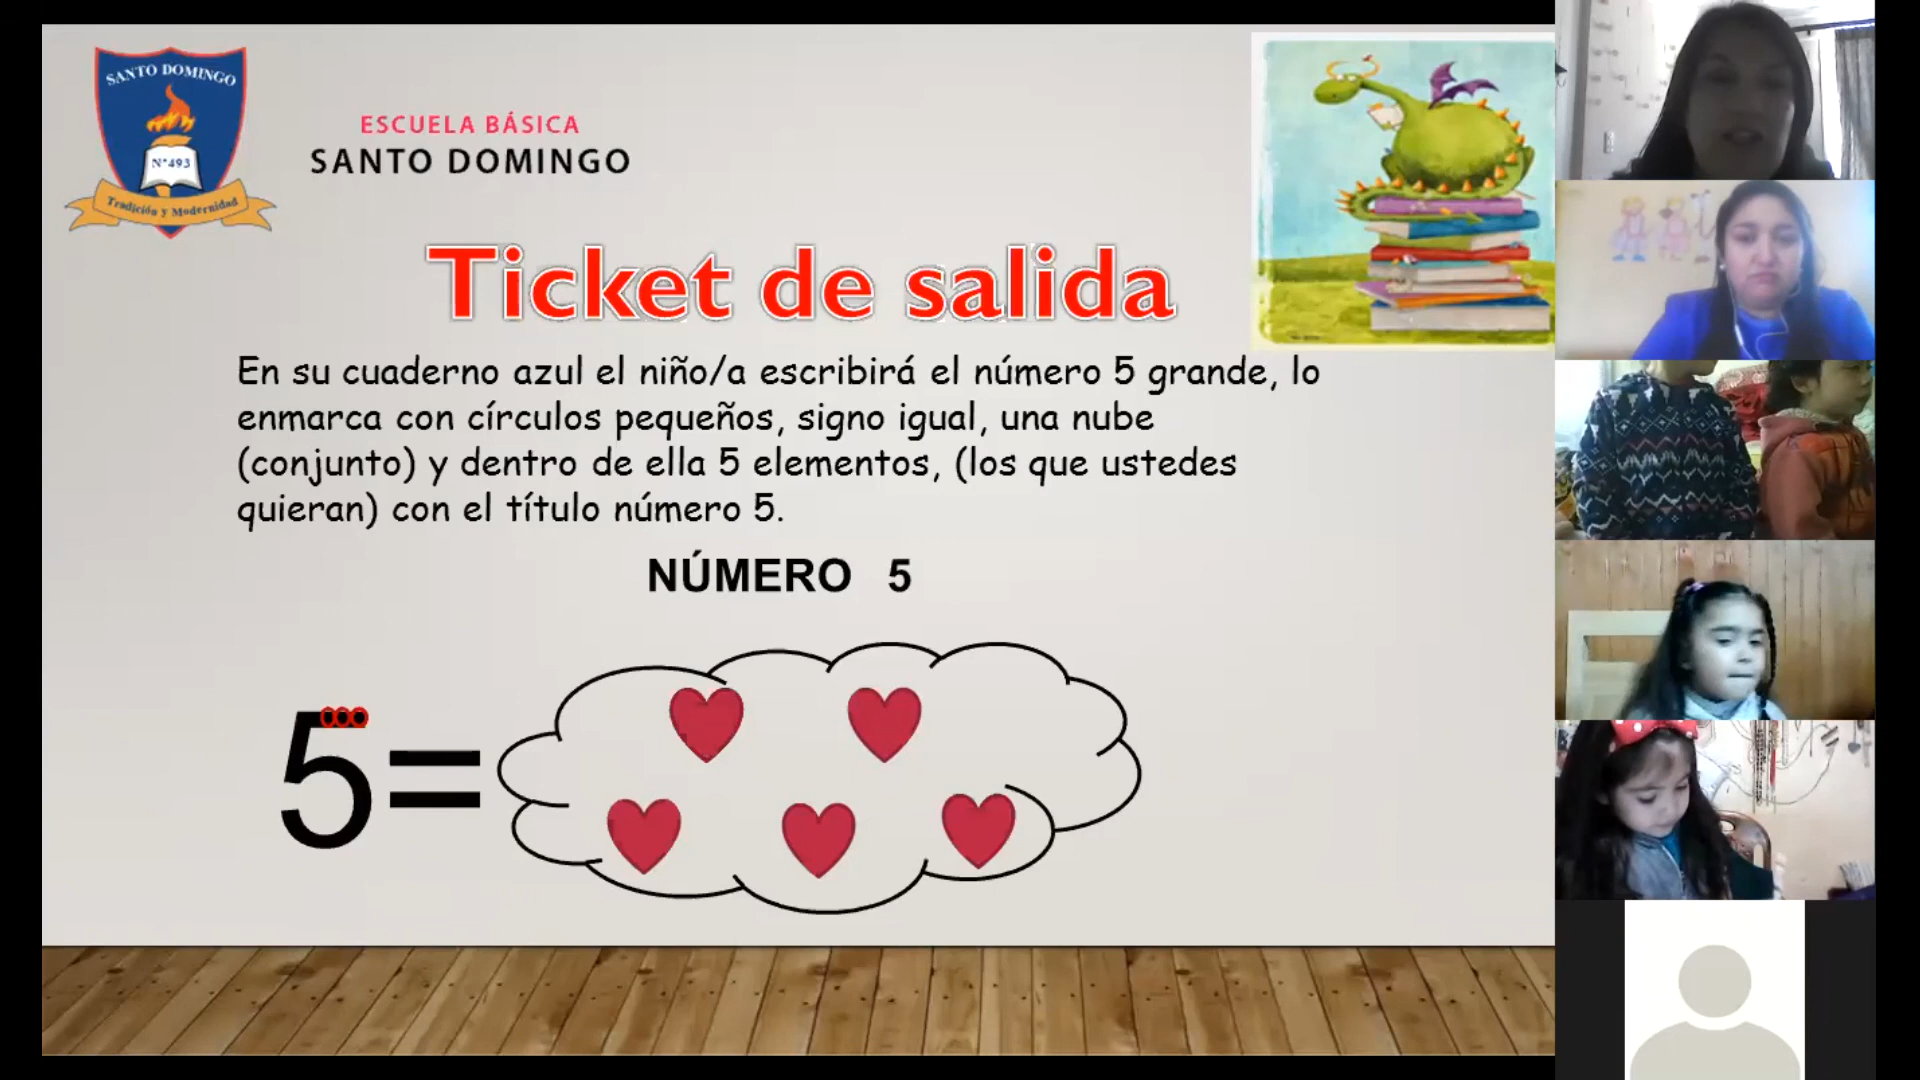 SANTO DOMINGO
N°493
Tradición y Modernidad
ESCUELA BÁSICA
SANTO DOMINGO
Ticket de salida
En su cuaderno azul el niño/a escribirá el número 5 grande, lo
enmarca con círculos pequeños, signo igual, una nube
(conjunto) y dentro de ella 5 elementos, (los que ustedes
quieran) con el título número 5.
NÚMERO 5
5=